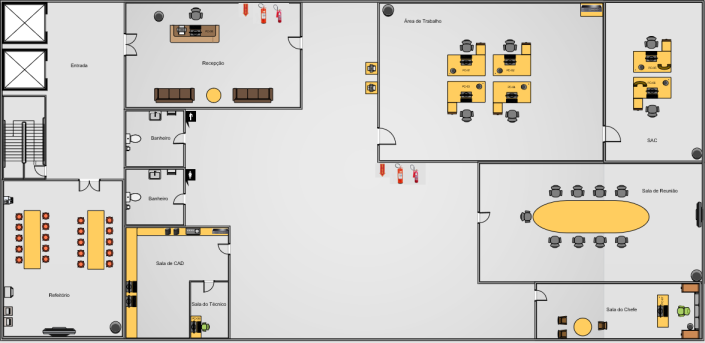 Entrada
Recepção
Área de Trabalho
SAC
Banheiro
Banheiro
Sala de Reunião
Sala de CAD
Sala do Técnico
Refeitório
Sala do Chefe